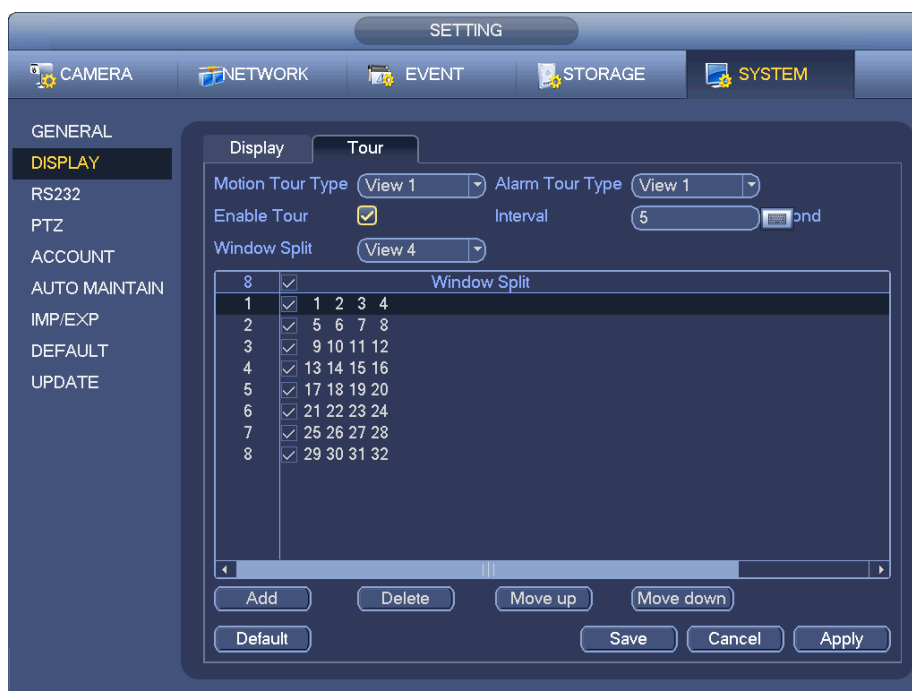 SETTING
CAMERA NETWORK EVENT STORAGE SYSTEM
GENERAL
DISPLAY
RS232
PTZ
ACCOUNT
AUTO MAINTAIN
IMP/EXP
DEFAULT
UPDATE
Display Tour
Motion Tour Type View 1 Alarm Tour Type View 1
Enable Tour Interval 5
Window Split View 4
8 Window Split
1 1 2 3 4
2 5 6 7 8
3 9 10 11 12
4 13 14 15 16
5 17 18 19 20
6 21 22 23 24
7 25 26 27 28
8 29 30 31 32
Add Delete Move up Move down
Default Save Cancel Apply